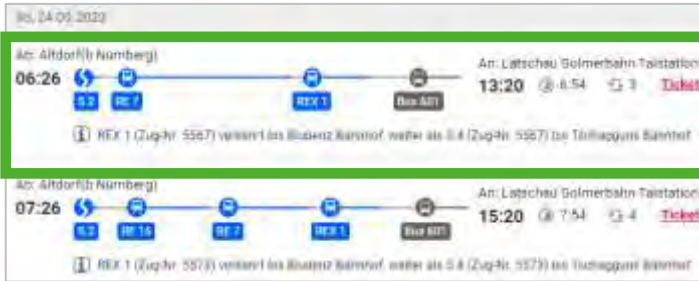 So, 24.09.2023
Ab: Altdorf(b Nürnberg)
06:26
An: Latschau Golmerbahn Talstation
13:20 6:54 3 Ticket
S 2 RE 7 REX 1 Bus 601
REX 1 (Zug-Nr. 5567) verkehrt bis Bludenz Bahnhof, weiter als S 4 (Zug-Nr. 5567) bis Tschagguns Bahnhof
Ab: Altdorf(b Nürnberg)
07:26
An: Latschau Golmerbahn Talstation
15:20 7:54 4 Ticket
S 2 RE 16 RE 7 REX 1 Bus 601
REX 1 (Zug-Nr. 5573) verkehrt bis Bludenz Bahnhof, weiter als S 4 (Zug-Nr. 5573) bis Tschagguns Bahnhof